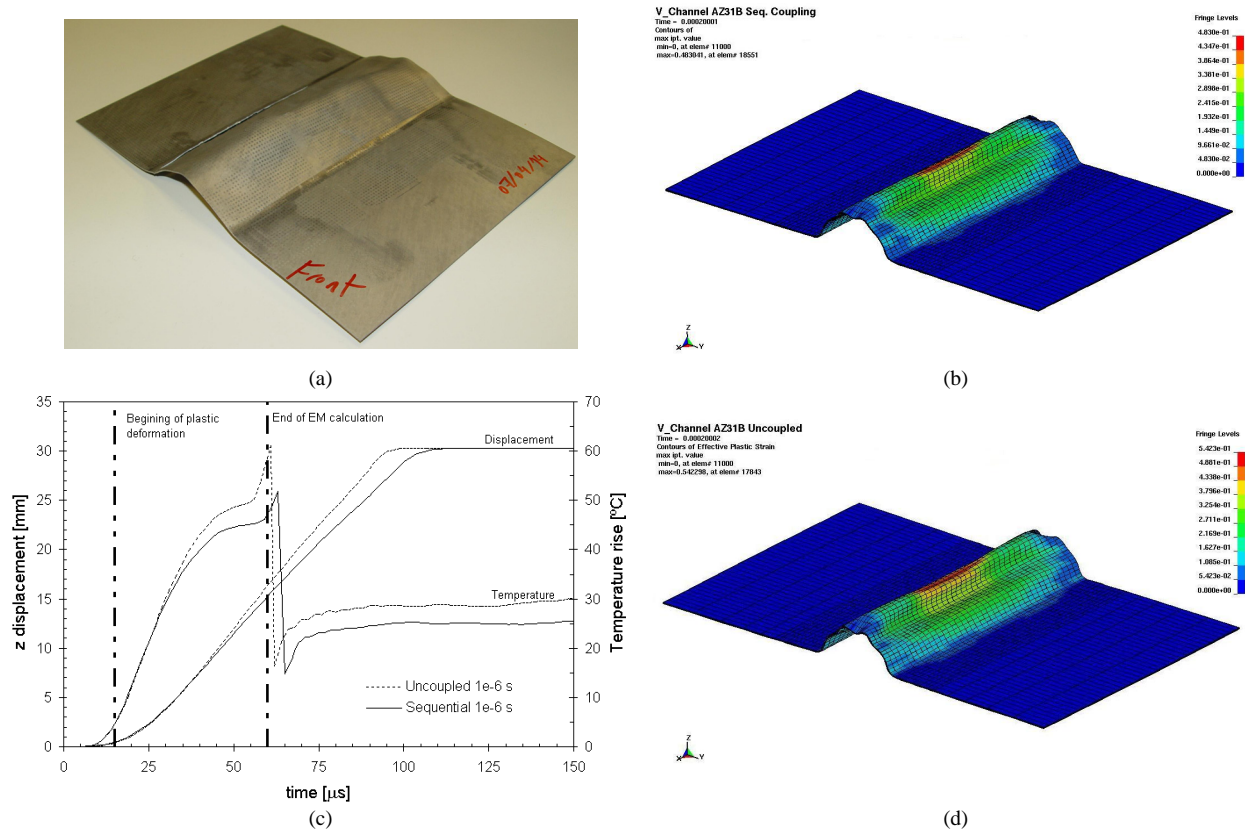 Front
07/04/14
(a)
V_Channel AZ31B Seq. Coupling
Time = 0.00020001
Contours of
max ipt. value
min=0, at elem# 11000
max=0.483041, at elem# 18551
Fringe Levels
4.830e-01
4.347e-01
3.864e-01
3.381e-01
2.898e-01
2.415e-01
1.932e-01
1.449e-01
9.661e-02
4.830e-02
0.000e+00
Z
X
Y
(b)
35
30
25
20
15
10
5
0
z displacement [mm]
Begining of plastic
deformation
End of EM calculation
Displacement
Temperature
Uncoupled 1e-6 s
Sequential 1e-6 s
70
60
50
40
30
20
10
0
Temperature rise [ºC]
0 25 50 75 100 125 150
time [µs]
(c)
V_Channel AZ31B Uncoupled
Time = 0.00020002
Contours of Effective Plastic Strain
max ipt. value
min=0, at elem# 11000
max=0.542298, at elem# 17843
Fringe Levels
5.423e-01
4.881e-01
4.338e-01
3.796e-01
3.254e-01
2.711e-01
2.169e-01
1.627e-01
1.085e-01
5.423e-02
0.000e+00
Z
X
Y
(d)